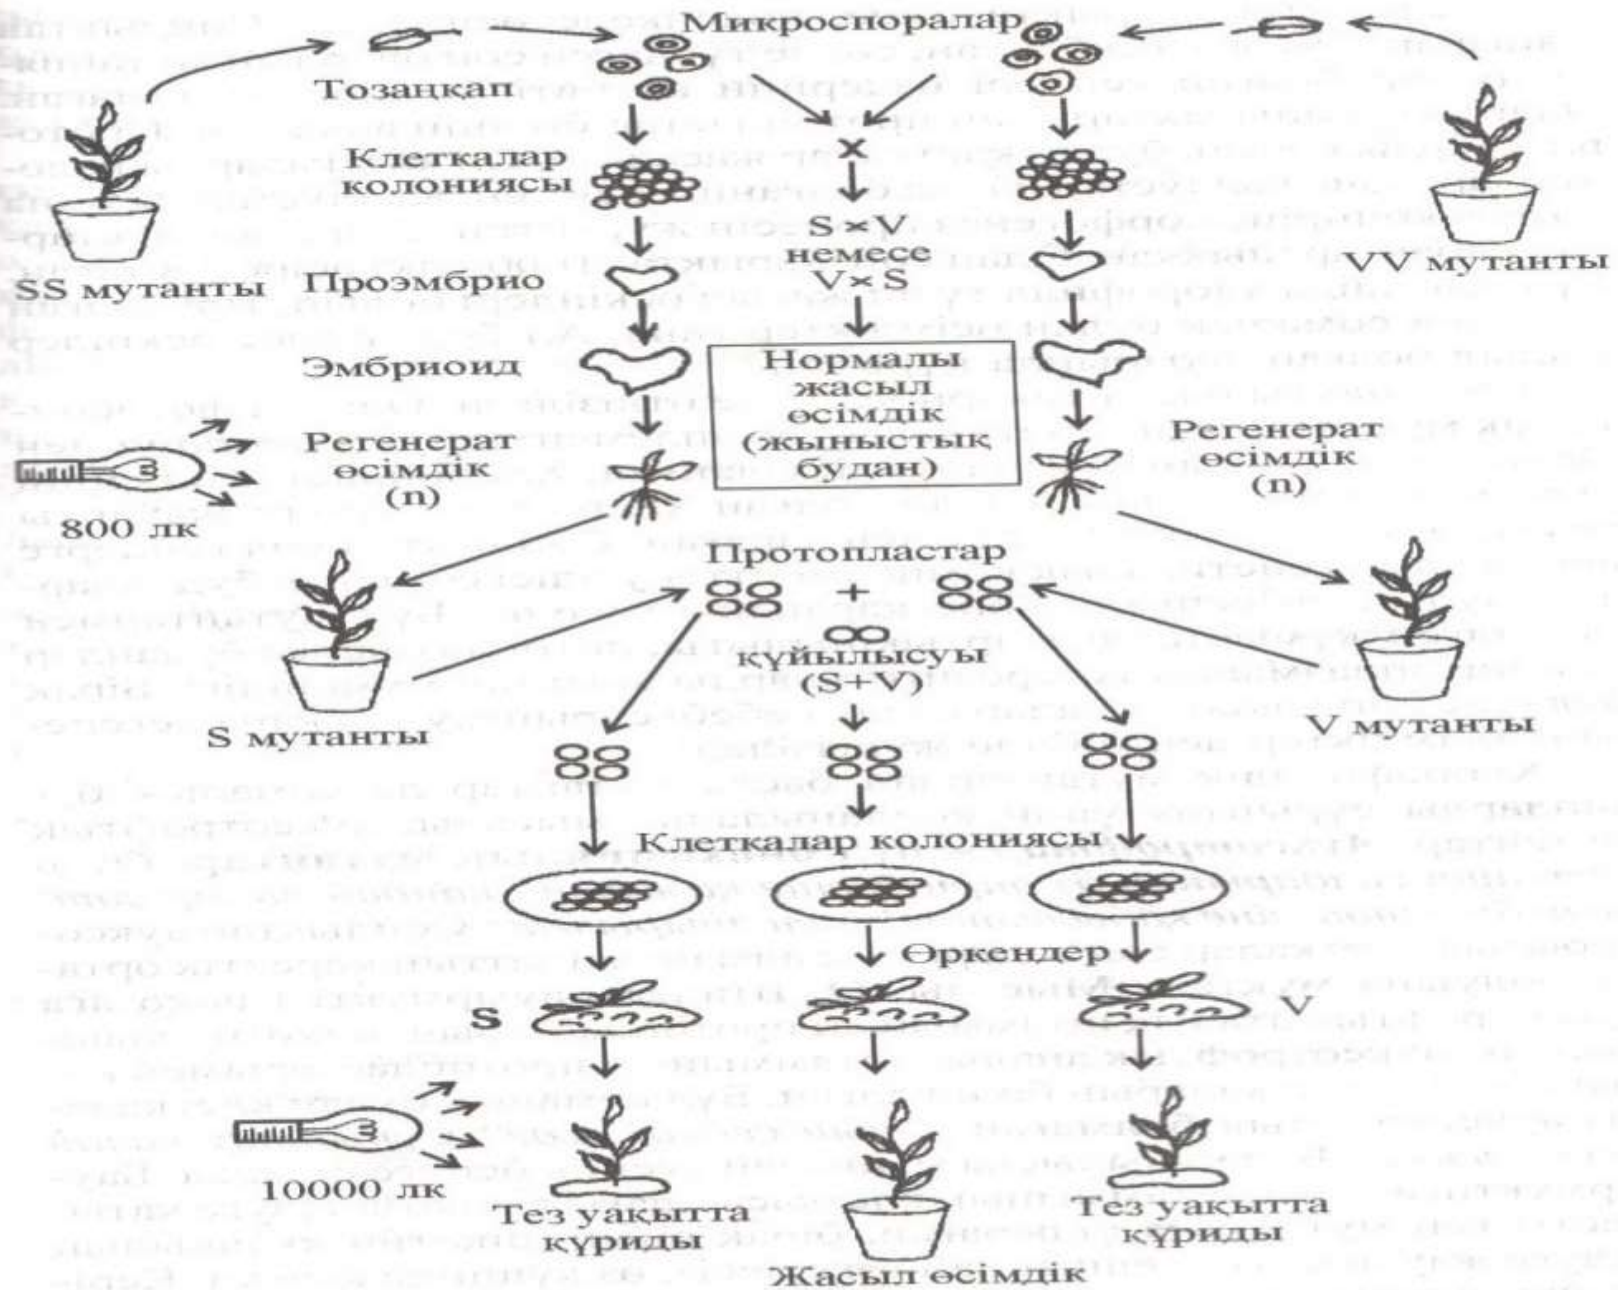 Микроспоралар
Тозаңқап
Клеткалар
колониясы
S × V
немесе
V × S
SS мутанты
Проэмбрио
VV мутанты
Эмбриоид
Нормалы
жасыл
өсімдік
(жыныстық
будан)
Регенерат
өсімдік
(n)
Регенерат
өсімдік
(n)
800 лк
Протопластар
+
құйылысуы
(S+V)
S мутанты
V мутанты
Клеткалар колониясы
Өркендер
S
V
10000 лк
Тез уақытта
құриды
Тез уақытта
құриды
Жасыл өсімдік